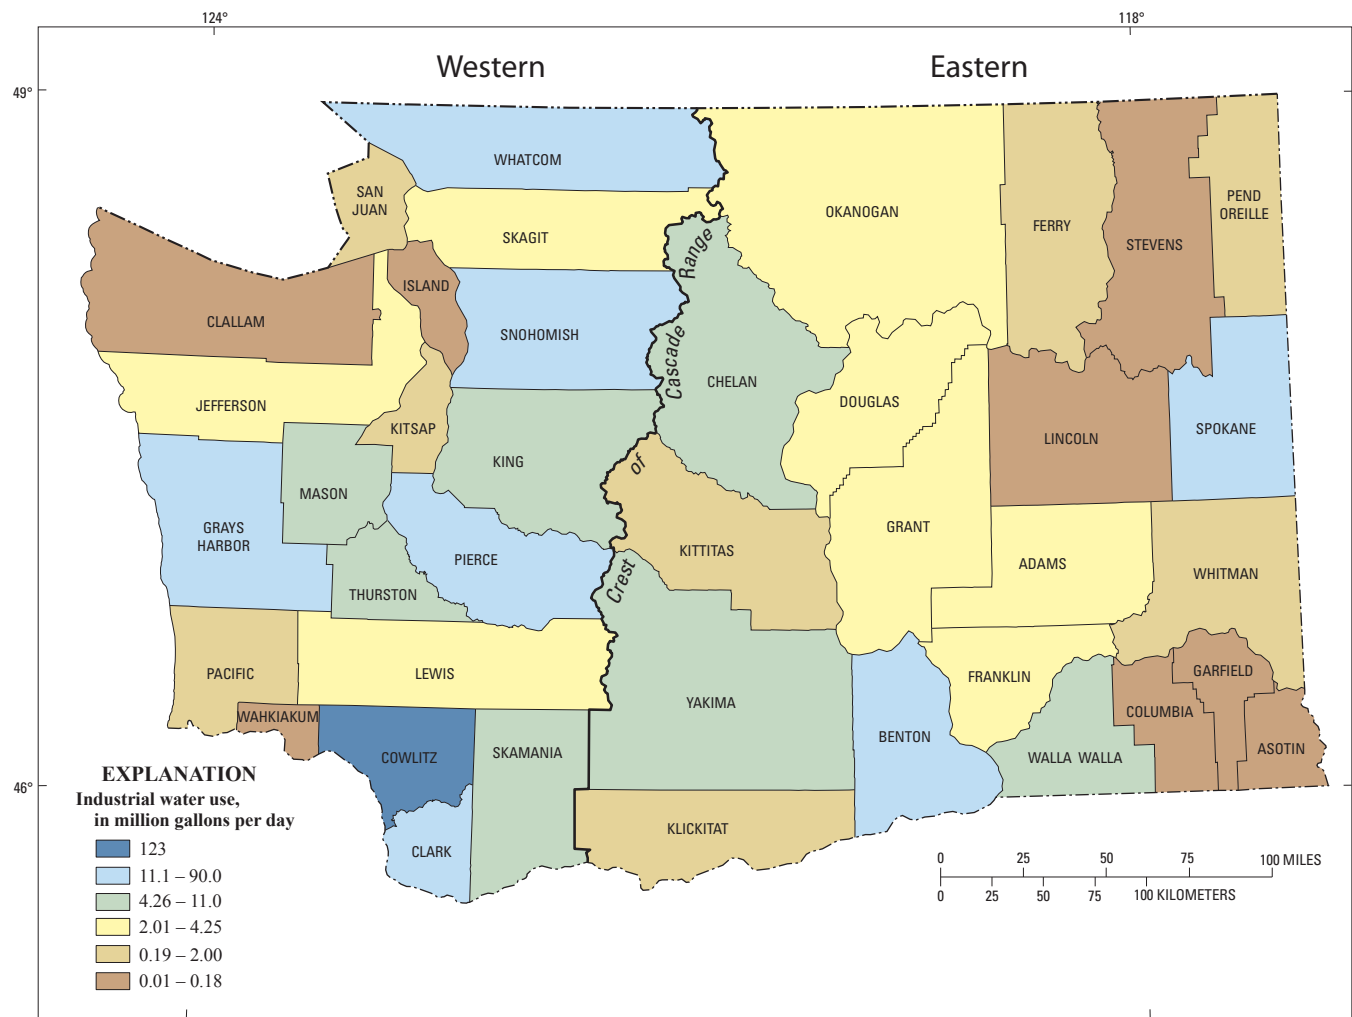 124°
118°
Western
Eastern
49°
WHATCOM
SAN
JUAN
SKAGIT
OKANOGAN
FERRY
STEVENS
PEND
OREILLE
CLALLAM
ISLAND
SNOHOMISH
Crest of Cascade Range
CHELAN
JEFFERSON
KITSAP
DOUGLAS
LINCOLN
SPOKANE
KING
MASON
GRAYS
HARBOR
PIERCE
KITTITAS
GRANT
ADAMS
WHITMAN
THURSTON
PACIFIC
LEWIS
YAKIMA
FRANKLIN
GARFIELD
WAHKIAKUM
COLUMBIA
COWLITZ
SKAMANIA
BENTON
WALLA WALLA
ASOTIN
46°
CLARK
KLICKITAT
EXPLANATION
Industrial water use,
in million gallons per day
123
11.1 – 90.0
4.26 – 11.0
2.01 – 4.25
0.19 – 2.00
0.01 – 0.18
0 25 50 75 100 MILES
0 25 50 75 100 KILOMETERS